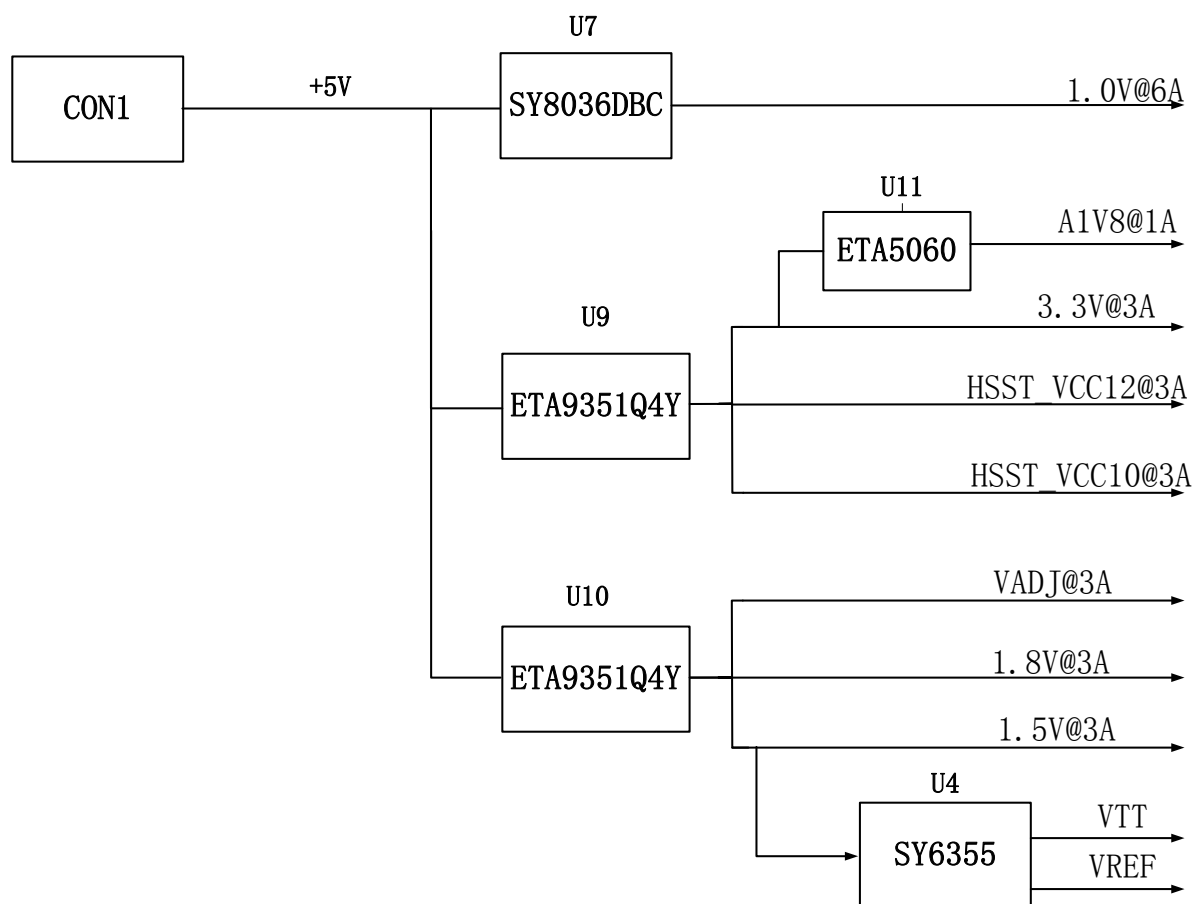 U7
CON1
+5V
SY8036DBC
1.0V@6A
U11
ETA5060
A1V8@1A
U9
3.3V@3A
ETA9351Q4Y
HSST_VCC12@3A
HSST_VCC10@3A
U10
VADJ@3A
ETA9351Q4Y
1.8V@3A
1.5V@3A
U4
SY6355
VTT
VREF